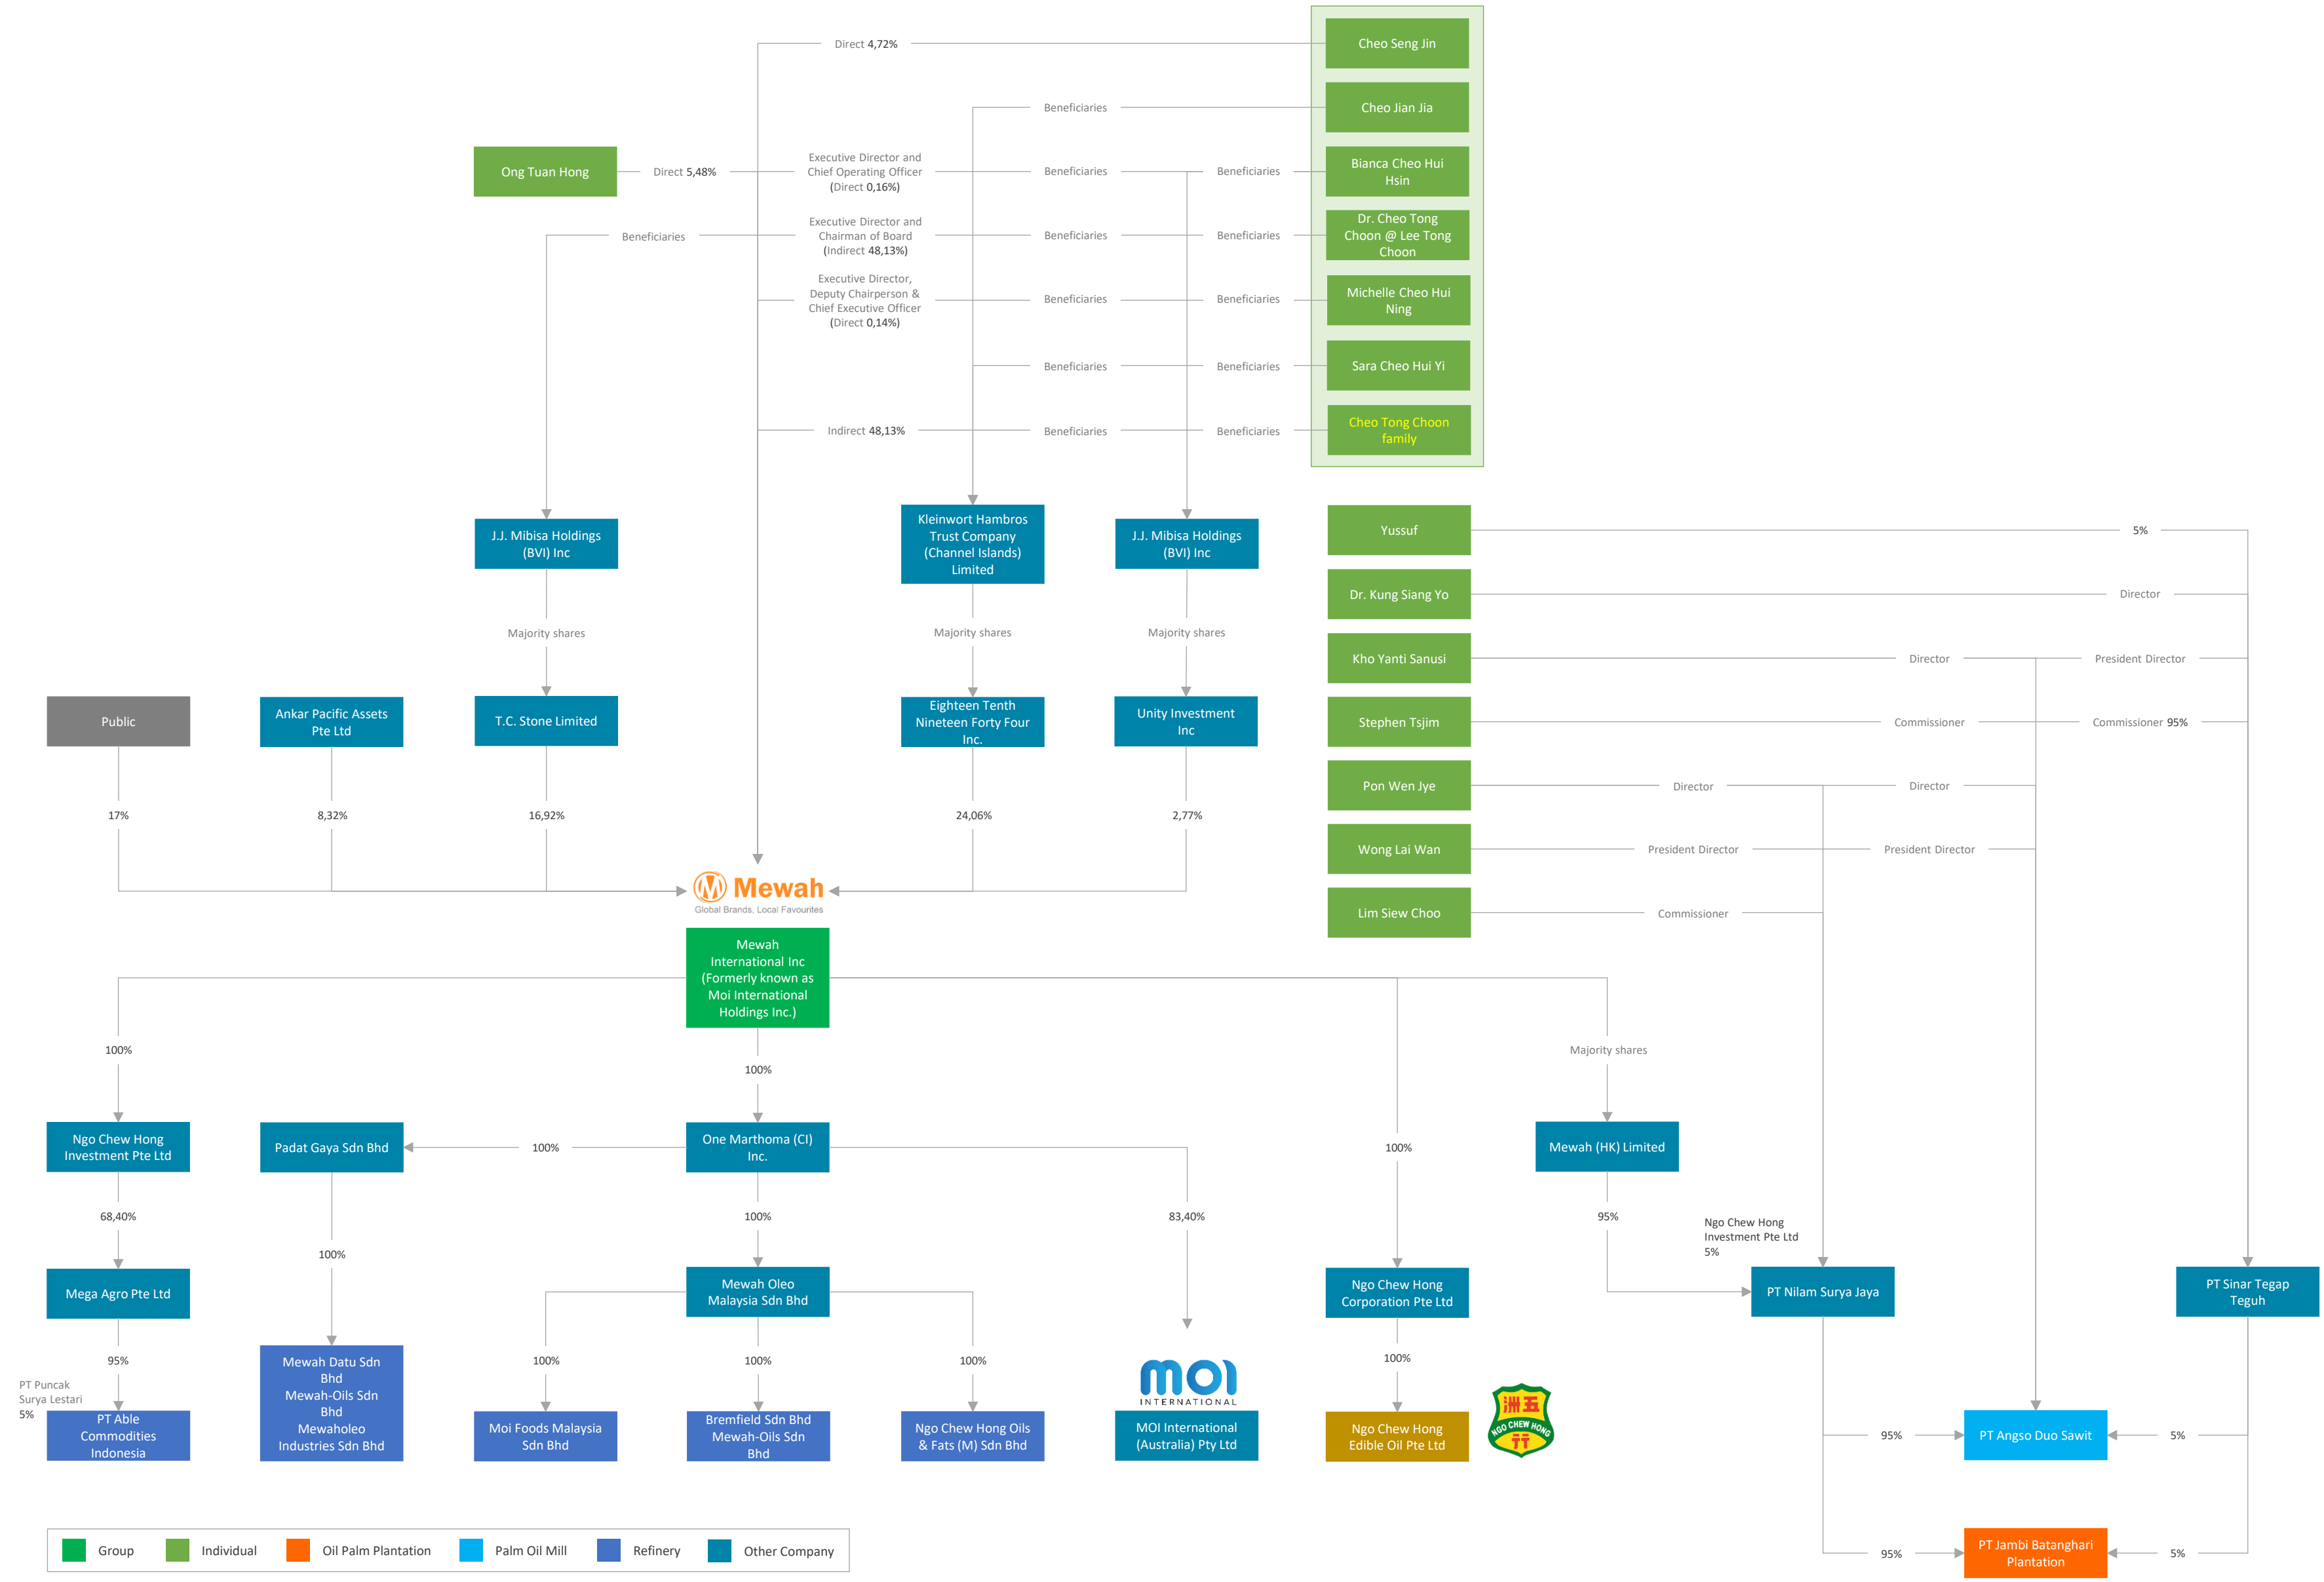 Cheo Seng Jin
Direct 4,72%
Cheo Jian Jia
Beneficiaries
Ong Tuan Hong
Direct 5,48%
Executive Director and
Chief Operating Officer
(Direct 0,16%)
Beneficiaries
Beneficiaries
Bianca Cheo Hui
Hsin
Beneficiaries
Executive Director and
Chairman of Board
(Indirect 48,13%)
Beneficiaries
Beneficiaries
Dr. Cheo Tong
Choon @ Lee Tong
Choon
Executive Director,
Deputy Chairperson &
Chief Executive Officer
(Direct 0,14%)
Beneficiaries
Beneficiaries
Michelle Cheo Hui
Ning
Beneficiaries
Beneficiaries
Sara Cheo Hui Yi
Indirect 48,13%
Beneficiaries
Beneficiaries
Cheo Tong Choon
family
J.J. Mibisa Holdings
(BVI) Inc
Kleinwort Hambros
Trust Company
(Channel Islands)
Limited
J.J. Mibisa Holdings
(BVI) Inc
Yussuf
5%
Dr. Kung Siang Yo
Director
Majority shares
Majority shares
Majority shares
Kho Yanti Sanusi
Director
President Director
Public
Ankar Pacific Assets
Pte Ltd
T.C. Stone Limited
Eighteen Tenth
Nineteen Forty Four
Inc.
Unity Investment
Inc
Stephen Tsjim
Commissioner
Commissioner 95%
Pon Wen Jye
Director
Director
17%
8,32%
16,92%
24,06%
2,77%
Wong Lai Wan
President Director
President Director
Mewah
Global Brands, Local Favourites
Lim Siew Choo
Commissioner
Mewah
International Inc
(Formerly known as
Moi International
Holdings Inc.)
100%
100%
Majority shares
Ngo Chew Hong
Investment Pte Ltd
Padat Gaya Sdn Bhd
100%
One Marthoma (CI)
Inc.
100%
Mewah (HK) Limited
68,40%
100%
100%
83,40%
95%
Ngo Chew Hong
Investment Pte Ltd
5%
Mega Agro Pte Ltd
Mewah Oleo
Malaysia Sdn Bhd
Ngo Chew Hong
Corporation Pte Ltd
PT Nilam Surya Jaya
PT Sinar Tegap
Teguh
95%
100%
100%
100%
100%
PT Puncak
Surya Lestari
5%
PT Able
Commodities
Indonesia
Mewah Datu Sdn
Bhd
Mewah-Oils Sdn
Bhd
Mewaholeo
Industries Sdn Bhd
Moi Foods Malaysia
Sdn Bhd
Bremfield Sdn Bhd
Mewah-Oils Sdn
Bhd
Ngo Chew Hong Oils
& Fats (M) Sdn Bhd
moi
INTERNATIONAL
MOI International
(Australia) Pty Ltd
Ngo Chew Hong
Edible Oil Pte Ltd
洲五
NGO CHEW HONG
95%
PT Angso Duo Sawit
5%
95%
PT Jambi Batanghari
Plantation
5%
Group
Individual
Oil Palm Plantation
Palm Oil Mill
Refinery
Other Company